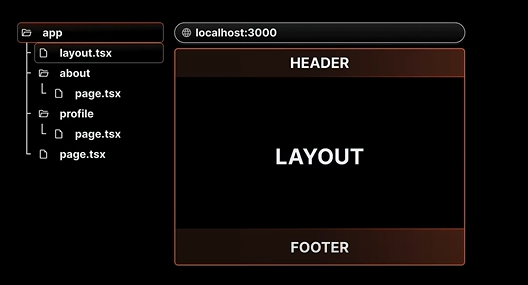 app
layout.tsx
about
page.tsx
profile
page.tsx
page.tsx
localhost:3000
HEADER
LAYOUT
FOOTER